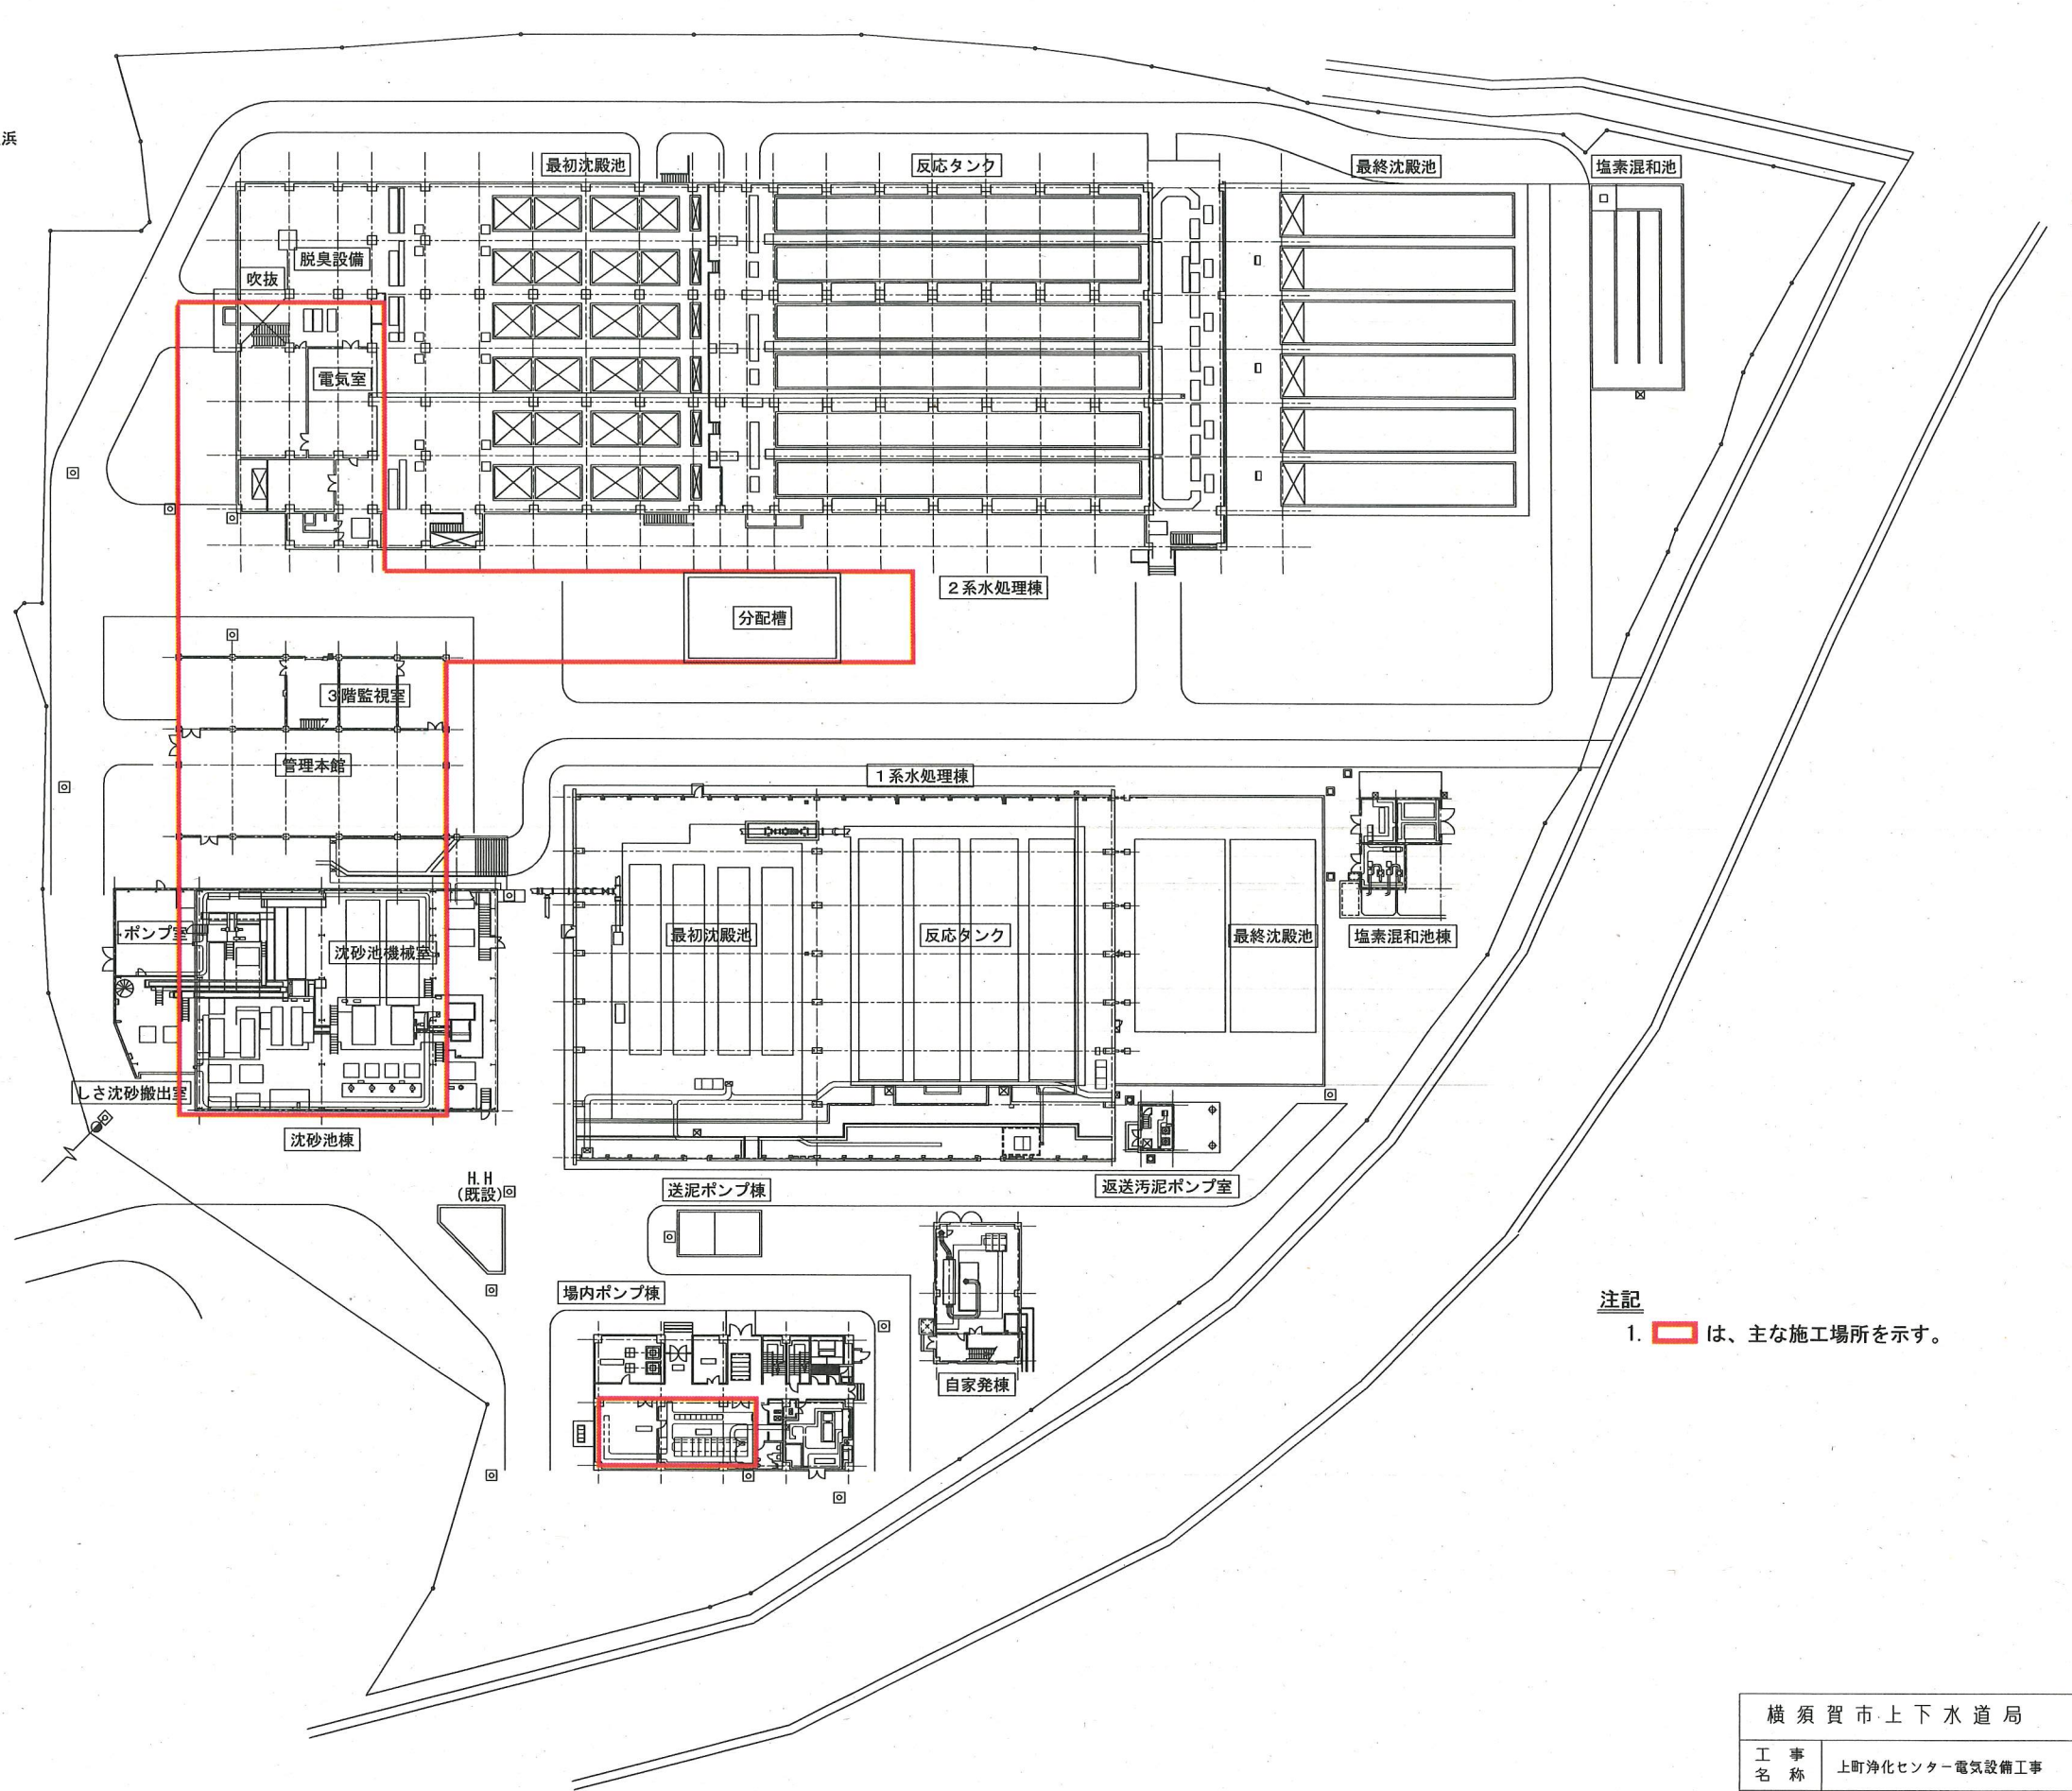 浜
最初沈殿池
反応タンク
最終沈殿池
塩素混和池
脱臭設備
吹抜
電気室
2系水処理棟
分配槽
3階監視室
管理本館
1系水処理棟
ポンプ室
沈砂池機械室
最初沈殿池
反応タンク
最終沈殿池
塩素混和池棟
しさ沈砂搬出室
沈砂池棟
H.H
(既設)
送泥ポンプ棟
返送汚泥ポンプ室
場内ポンプ棟
自家発棟
注記
1. は、主な施工場所を示す。
横須賀市上下水道局
工事
名称
上町浄化センター電気設備工事